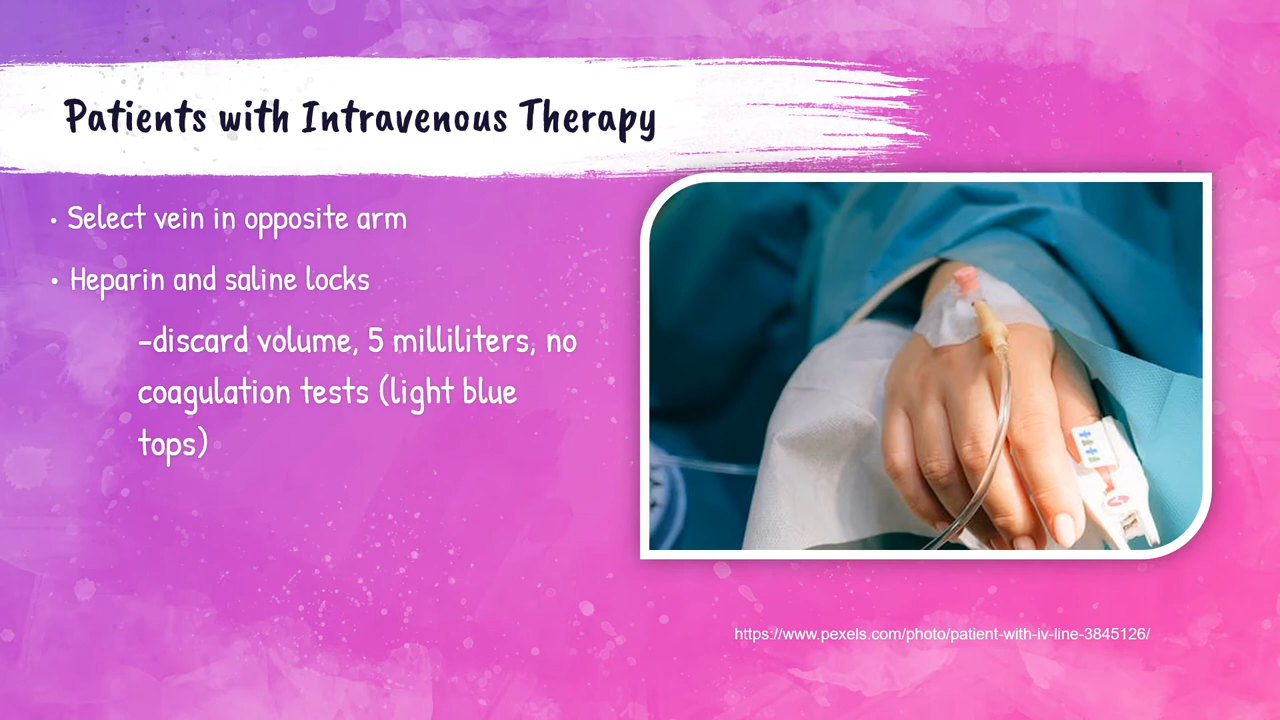 Patients with Intravenous Therapy
• Select vein in opposite arm
• Heparin and saline locks
-discard volume, 5 milliliters, no
coagulation tests (light blue
tops)
https://www.pexels.com/photo/patient-with-iv-line-3845126/